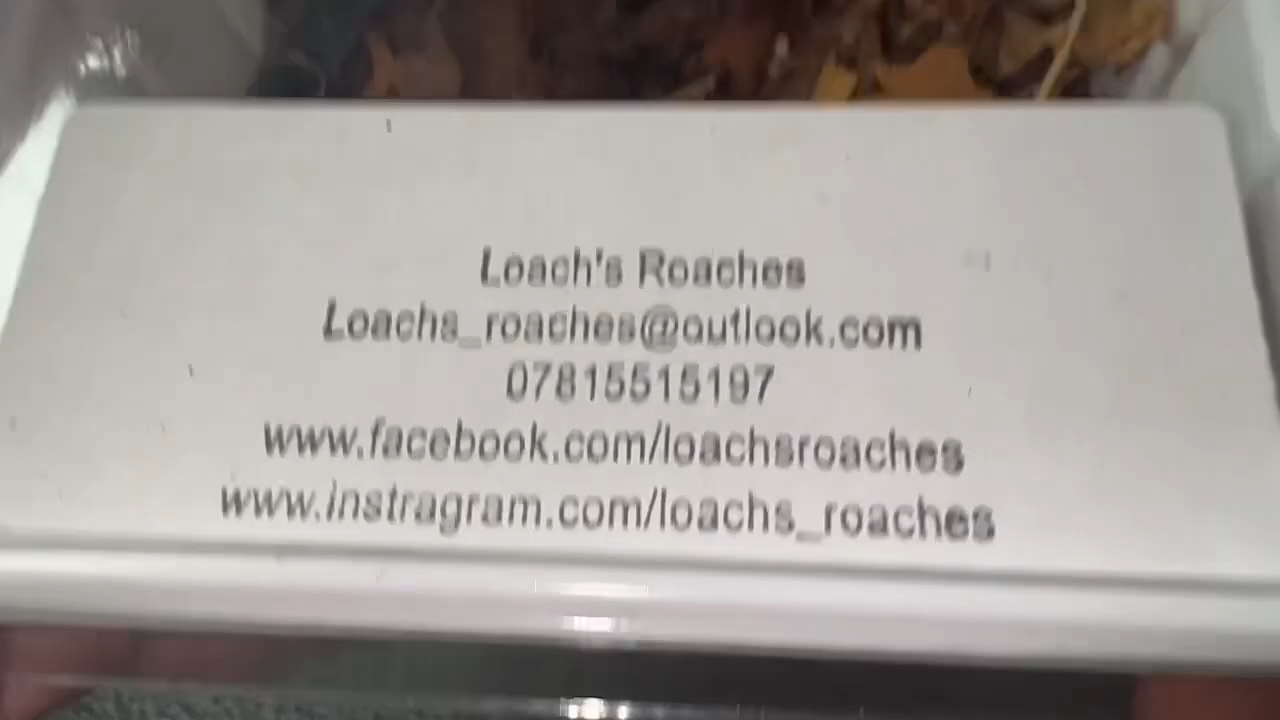 Loach's Roaches
Loachs_roaches@outlook.com
07815515197
www.facebook.com/loachsroaches
www.instragram.com/loachs_roaches